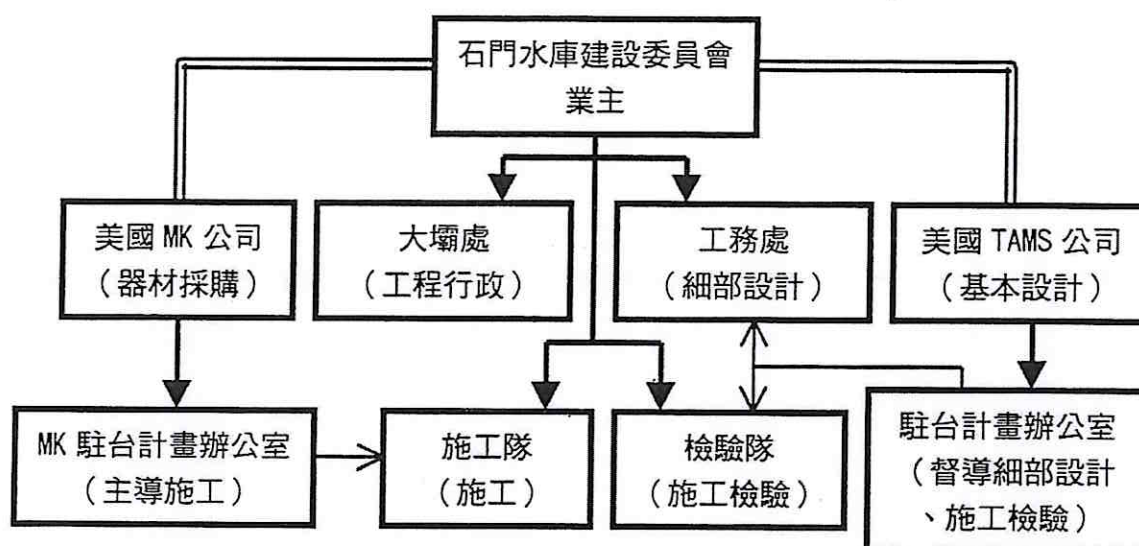 石門水庫建設委員會
業主
美國 MK 公司
（器材採購）
大壩處
（工程行政）
工務處
（細部設計）
美國 TAMS 公司
（基本設計）
MK 駐台計畫辦公室
（主導施工）
施工隊
（施工）
檢驗隊
（施工檢驗）
駐台計畫辦公室
（督導細部設計
、施工檢驗）